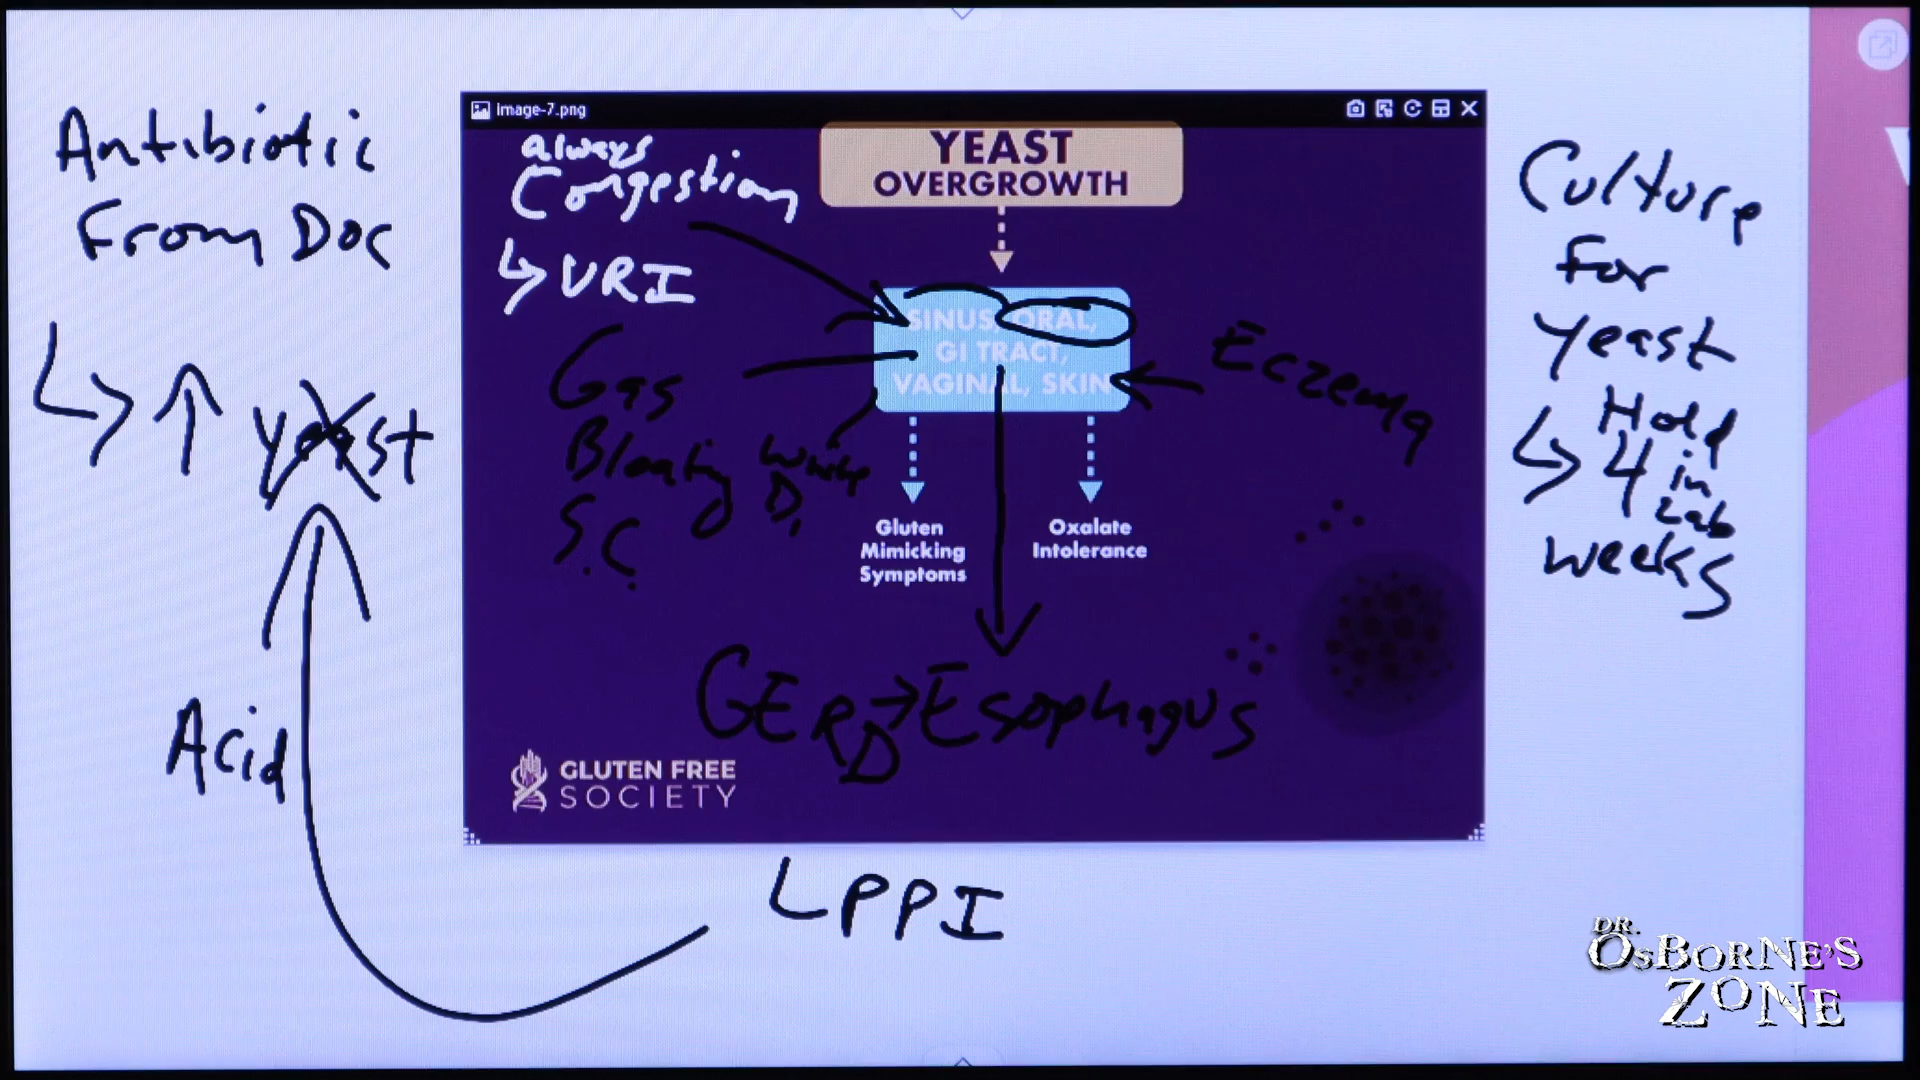 Antibiotic
From Doc
↳ ↑ yeast
Acid
image-7.png
always
Congestion
↳ URI
YEAST
OVERGROWTH
SINUS, ORAL,
GI TRACT,
VAGINAL, SKIN
Gas
Bloating
S.C.
White
D.
Eczema
Gluten
Mimicking
Symptoms
Oxalate
Intolerance
GERD → Esophagus
GLUTEN FREE
SOCIETY
PPI
Culture
For
yeast
↳ Hold
4 in
Lab
weeks
DR.
OSBORNE'S
ZONE